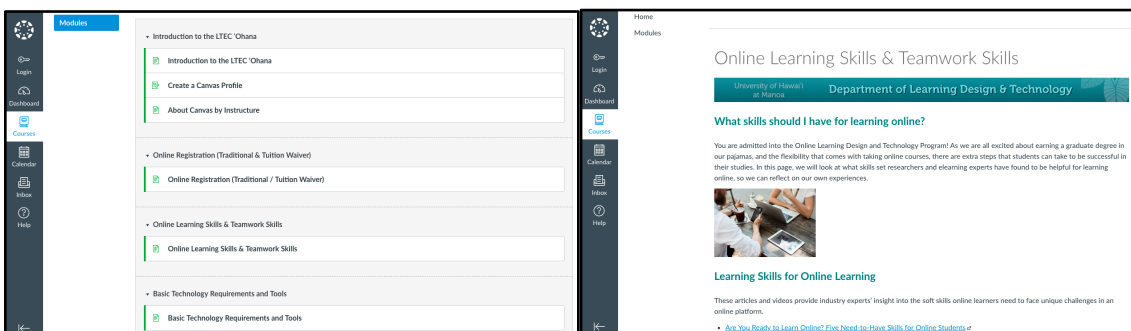 Login
Dashboard
Courses
Calendar
Inbox
Help
Modules
Introduction to the LTEC 'Ohana
Introduction to the LTEC 'Ohana
Create a Canvas Profile
About Canvas by Instructure
Online Registration (Traditional & Tuition Waiver)
Online Registration (Traditional / Tuition Waiver)
Online Learning Skills & Teamwork Skills
Online Learning Skills & Teamwork Skills
Basic Technology Requirements and Tools
Basic Technology Requirements and Tools
Login
Dashboard
Courses
Calendar
Inbox
Help
Home
Modules
Online Learning Skills & Teamwork Skills
University of Hawai'i
at Manoa
Department of Learning Design & Technology
What skills should I have for learning online?
You are admitted into the Online Learning Design and Technology Program! As we are all excited about earning a graduate degree in
our pajamas, and the flexibility that comes with taking online courses, there are extra steps that students can take to be successful in
their studies. In this page, we will look at what skills set researchers and elearning experts have found to be helpful for learning
online, so we can reflect on our own experiences.
Learning Skills for Online Learning
These articles and videos provide industry experts' insight into the soft skills online learners need to face unique challenges in an
online platform.
Are You Ready to Learn Online? Five Need-to-Have Skills for Online Students